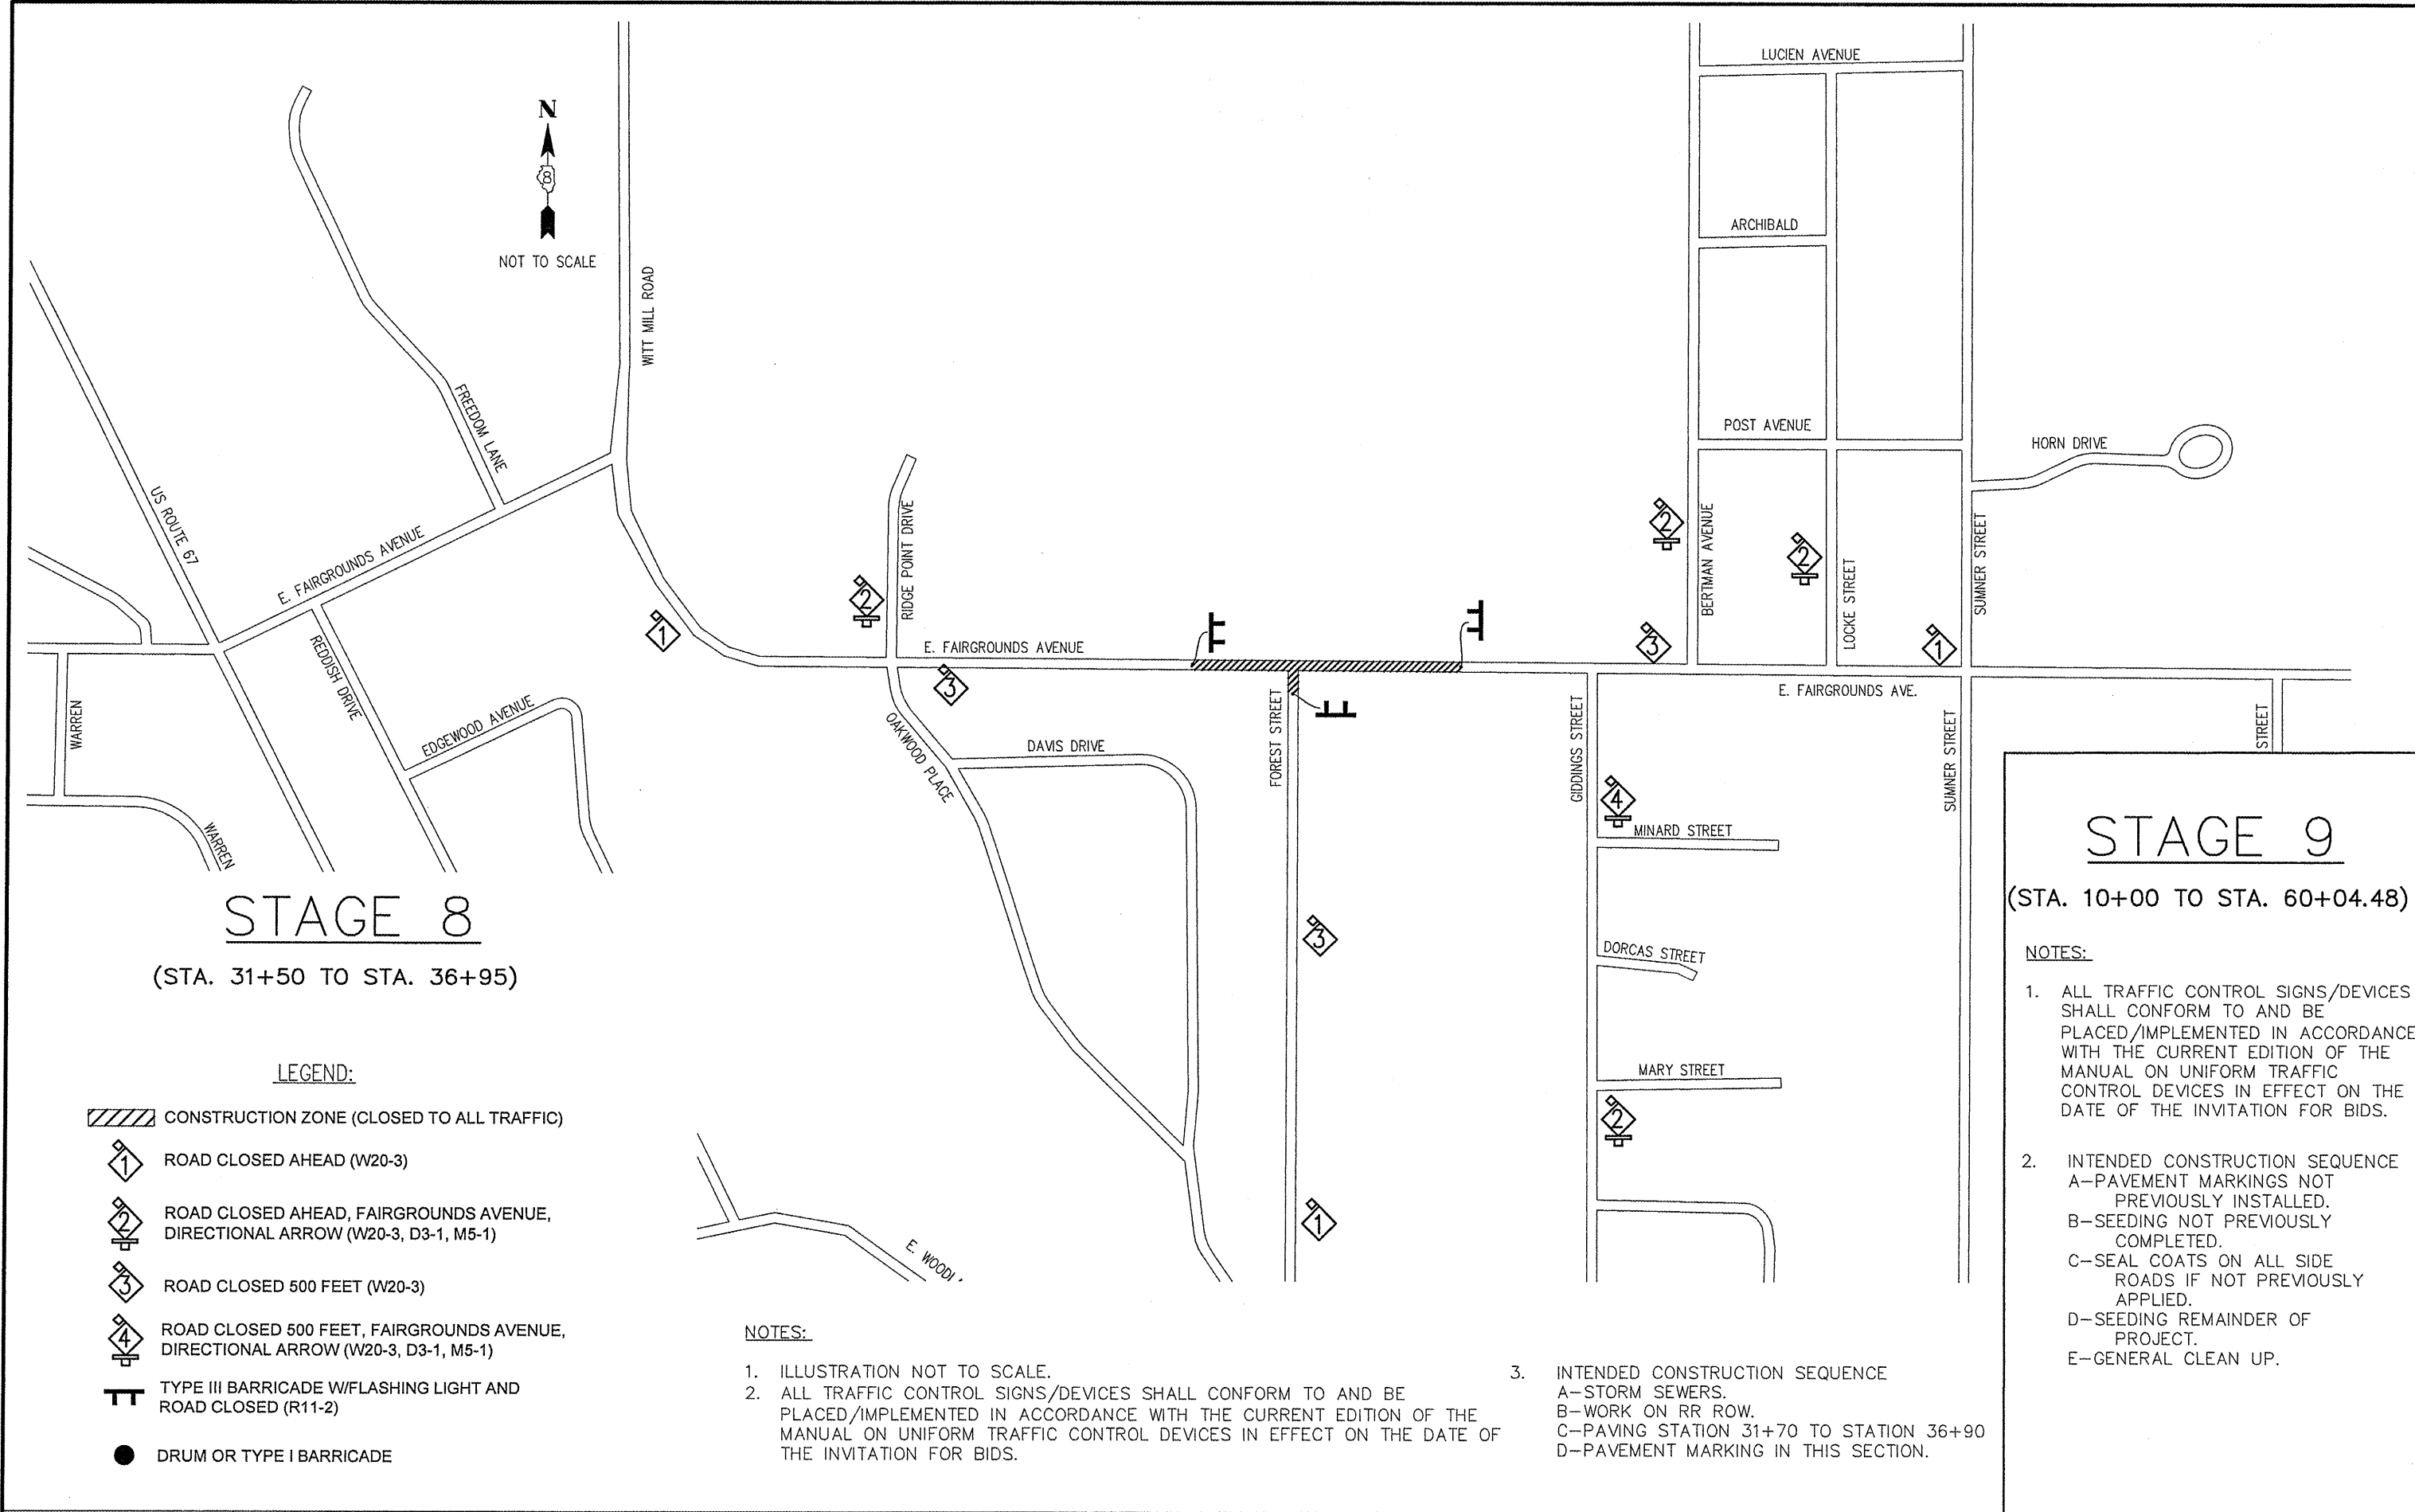 LUCIEN AVENUE
N
8
NOT TO SCALE
WITT MILL ROAD
ARCHIBALD
FREEDOM LANE
POST AVENUE
HORN DRIVE
US ROUTE 67
E. FAIRGROUNDS AVENUE
RIDGE POINT DRIVE
BERTMAN AVENUE
LOCKE STREET
SUMNER STREET
2
2
2
1
3
1
E. FAIRGROUNDS AVENUE
3
REDDISH DRIVE
E. FAIRGROUNDS AVE.
WARREN
EDGEWOOD AVENUE
OAKWOOD PLACE
DAVIS DRIVE
FOREST STREET
GIDDINGS STREET
SUMNER STREET
STREET
WARREN
4
MINARD STREET
3
DORCAS STREET
MARY STREET
2
1
E. WOODL
STAGE 8
(STA. 31+50 TO STA. 36+95)
LEGEND:
CONSTRUCTION ZONE (CLOSED TO ALL TRAFFIC)
1 ROAD CLOSED AHEAD (W20-3)
2 ROAD CLOSED AHEAD, FAIRGROUNDS AVENUE,
DIRECTIONAL ARROW (W20-3, D3-1, M5-1)
3 ROAD CLOSED 500 FEET (W20-3)
4 ROAD CLOSED 500 FEET, FAIRGROUNDS AVENUE,
DIRECTIONAL ARROW (W20-3, D3-1, M5-1)
TYPE III BARRICADE W/FLASHING LIGHT AND
ROAD CLOSED (R11-2)
DRUM OR TYPE I BARRICADE
NOTES:
1. ILLUSTRATION NOT TO SCALE.
2. ALL TRAFFIC CONTROL SIGNS/DEVICES SHALL CONFORM TO AND BE
PLACED/IMPLEMENTED IN ACCORDANCE WITH THE CURRENT EDITION OF THE
MANUAL ON UNIFORM TRAFFIC CONTROL DEVICES IN EFFECT ON THE DATE OF
THE INVITATION FOR BIDS.
3. INTENDED CONSTRUCTION SEQUENCE
A-STORM SEWERS.
B-WORK ON RR ROW.
C-PAVING STATION 31+70 TO STATION 36+90
D-PAVEMENT MARKING IN THIS SECTION.
STAGE 9
(STA. 10+00 TO STA. 60+04.48)
NOTES:
1. ALL TRAFFIC CONTROL SIGNS/DEVICES
SHALL CONFORM TO AND BE
PLACED/IMPLEMENTED IN ACCORDANCE
WITH THE CURRENT EDITION OF THE
MANUAL ON UNIFORM TRAFFIC
CONTROL DEVICES IN EFFECT ON THE
DATE OF THE INVITATION FOR BIDS.
2. INTENDED CONSTRUCTION SEQUENCE
A-PAVEMENT MARKINGS NOT
PREVIOUSLY INSTALLED.
B-SEEDING NOT PREVIOUSLY
COMPLETED.
C-SEAL COATS ON ALL SIDE
ROADS IF NOT PREVIOUSLY
APPLIED.
D-SEEDING REMAINDER OF
PROJECT.
E-GENERAL CLEAN UP.